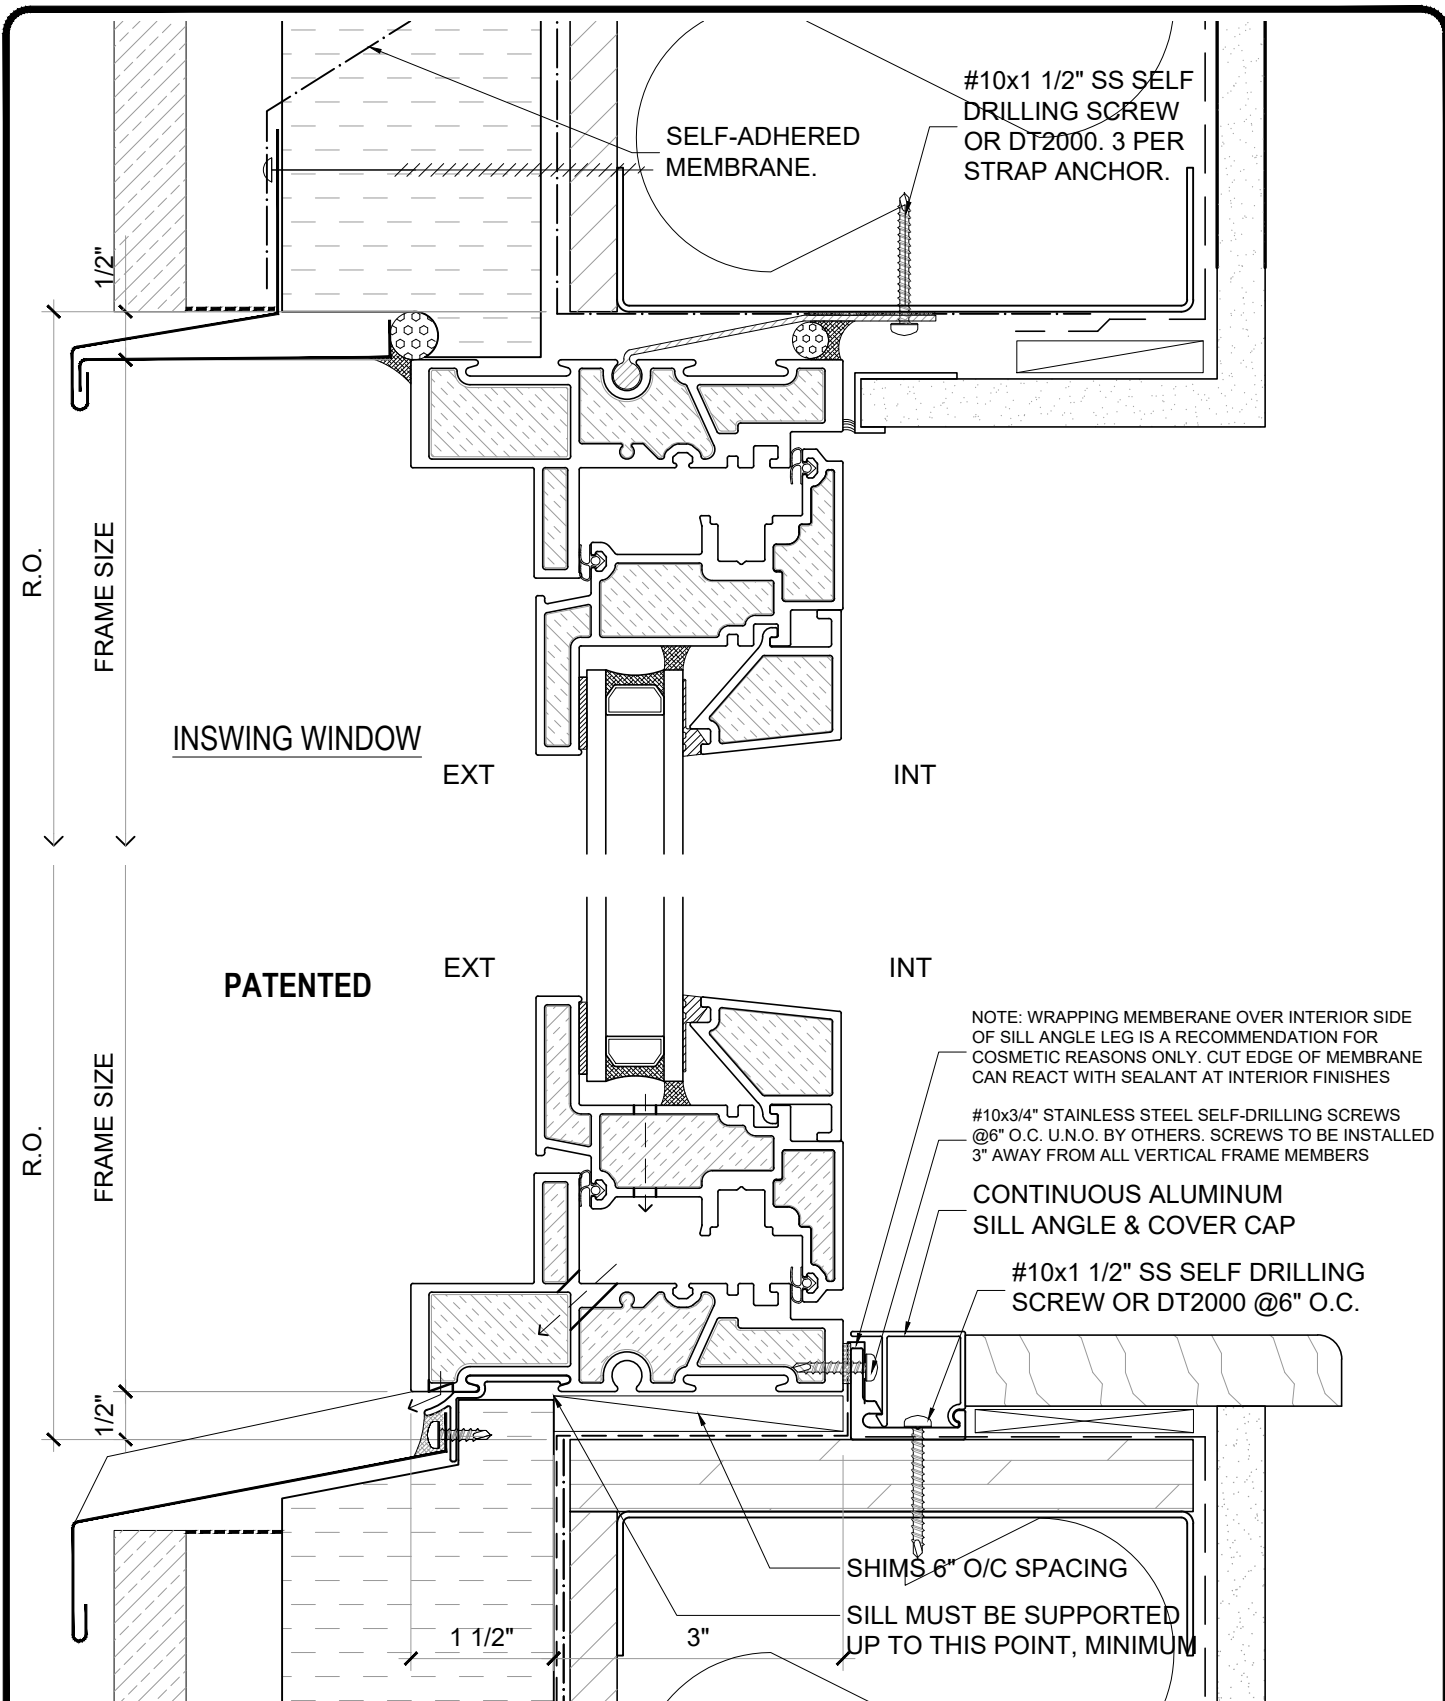 #10x1 1/2" SS SELF
DRILLING SCREW
OR DT2000. 3 PER
STRAP ANCHOR.
SELF-ADHERED
MEMBRANE.
1/2"
R.O.
FRAME SIZE
INSWING WINDOW
EXT
INT
PATENTED
EXT
INT
NOTE: WRAPPING MEMBERANE OVER INTERIOR SIDE
OF SILL ANGLE LEG IS A RECOMMENDATION FOR
COSMETIC REASONS ONLY. CUT EDGE OF MEMBRANE
CAN REACT WITH SEALANT AT INTERIOR FINISHES
#10x3/4" STAINLESS STEEL SELF-DRILLING SCREWS
@6" O.C. U.N.O. BY OTHERS. SCREWS TO BE INSTALLED
3" AWAY FROM ALL VERTICAL FRAME MEMBERS
R.O.
FRAME SIZE
CONTINUOUS ALUMINUM
SILL ANGLE & COVER CAP
#10x1 1/2" SS SELF DRILLING
SCREW OR DT2000 @6" O.C.
1/2"
SHIMS 6" O/C SPACING
SILL MUST BE SUPPORTED
UP TO THIS POINT, MINIMUM
1 1/2"
3"